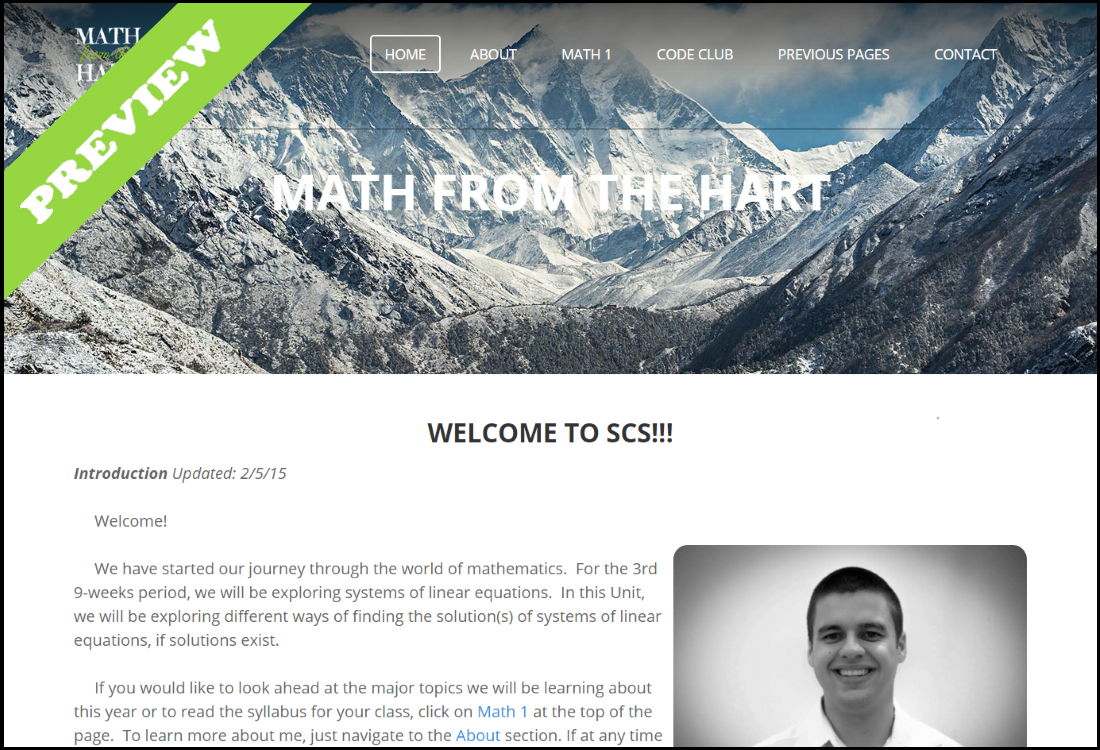 MATH
PREVIEW
HOME ABOUT MATH 1 CODE CLUB PREVIOUS PAGES CONTACT
MATH FROM THE HART
WELCOME TO SCS!!!
Introduction Updated: 2/5/15
Welcome!
We have started our journey through the world of mathematics. For the 3rd
9-weeks period, we will be exploring systems of linear equations. In this Unit,
we will be exploring different ways of finding the solution(s) of systems of linear
equations, if solutions exist.
If you would like to look ahead at the major topics we will be learning about
this year or to read the syllabus for your class, click on Math 1 at the top of the
page. To learn more about me, just navigate to the About section. If at any time